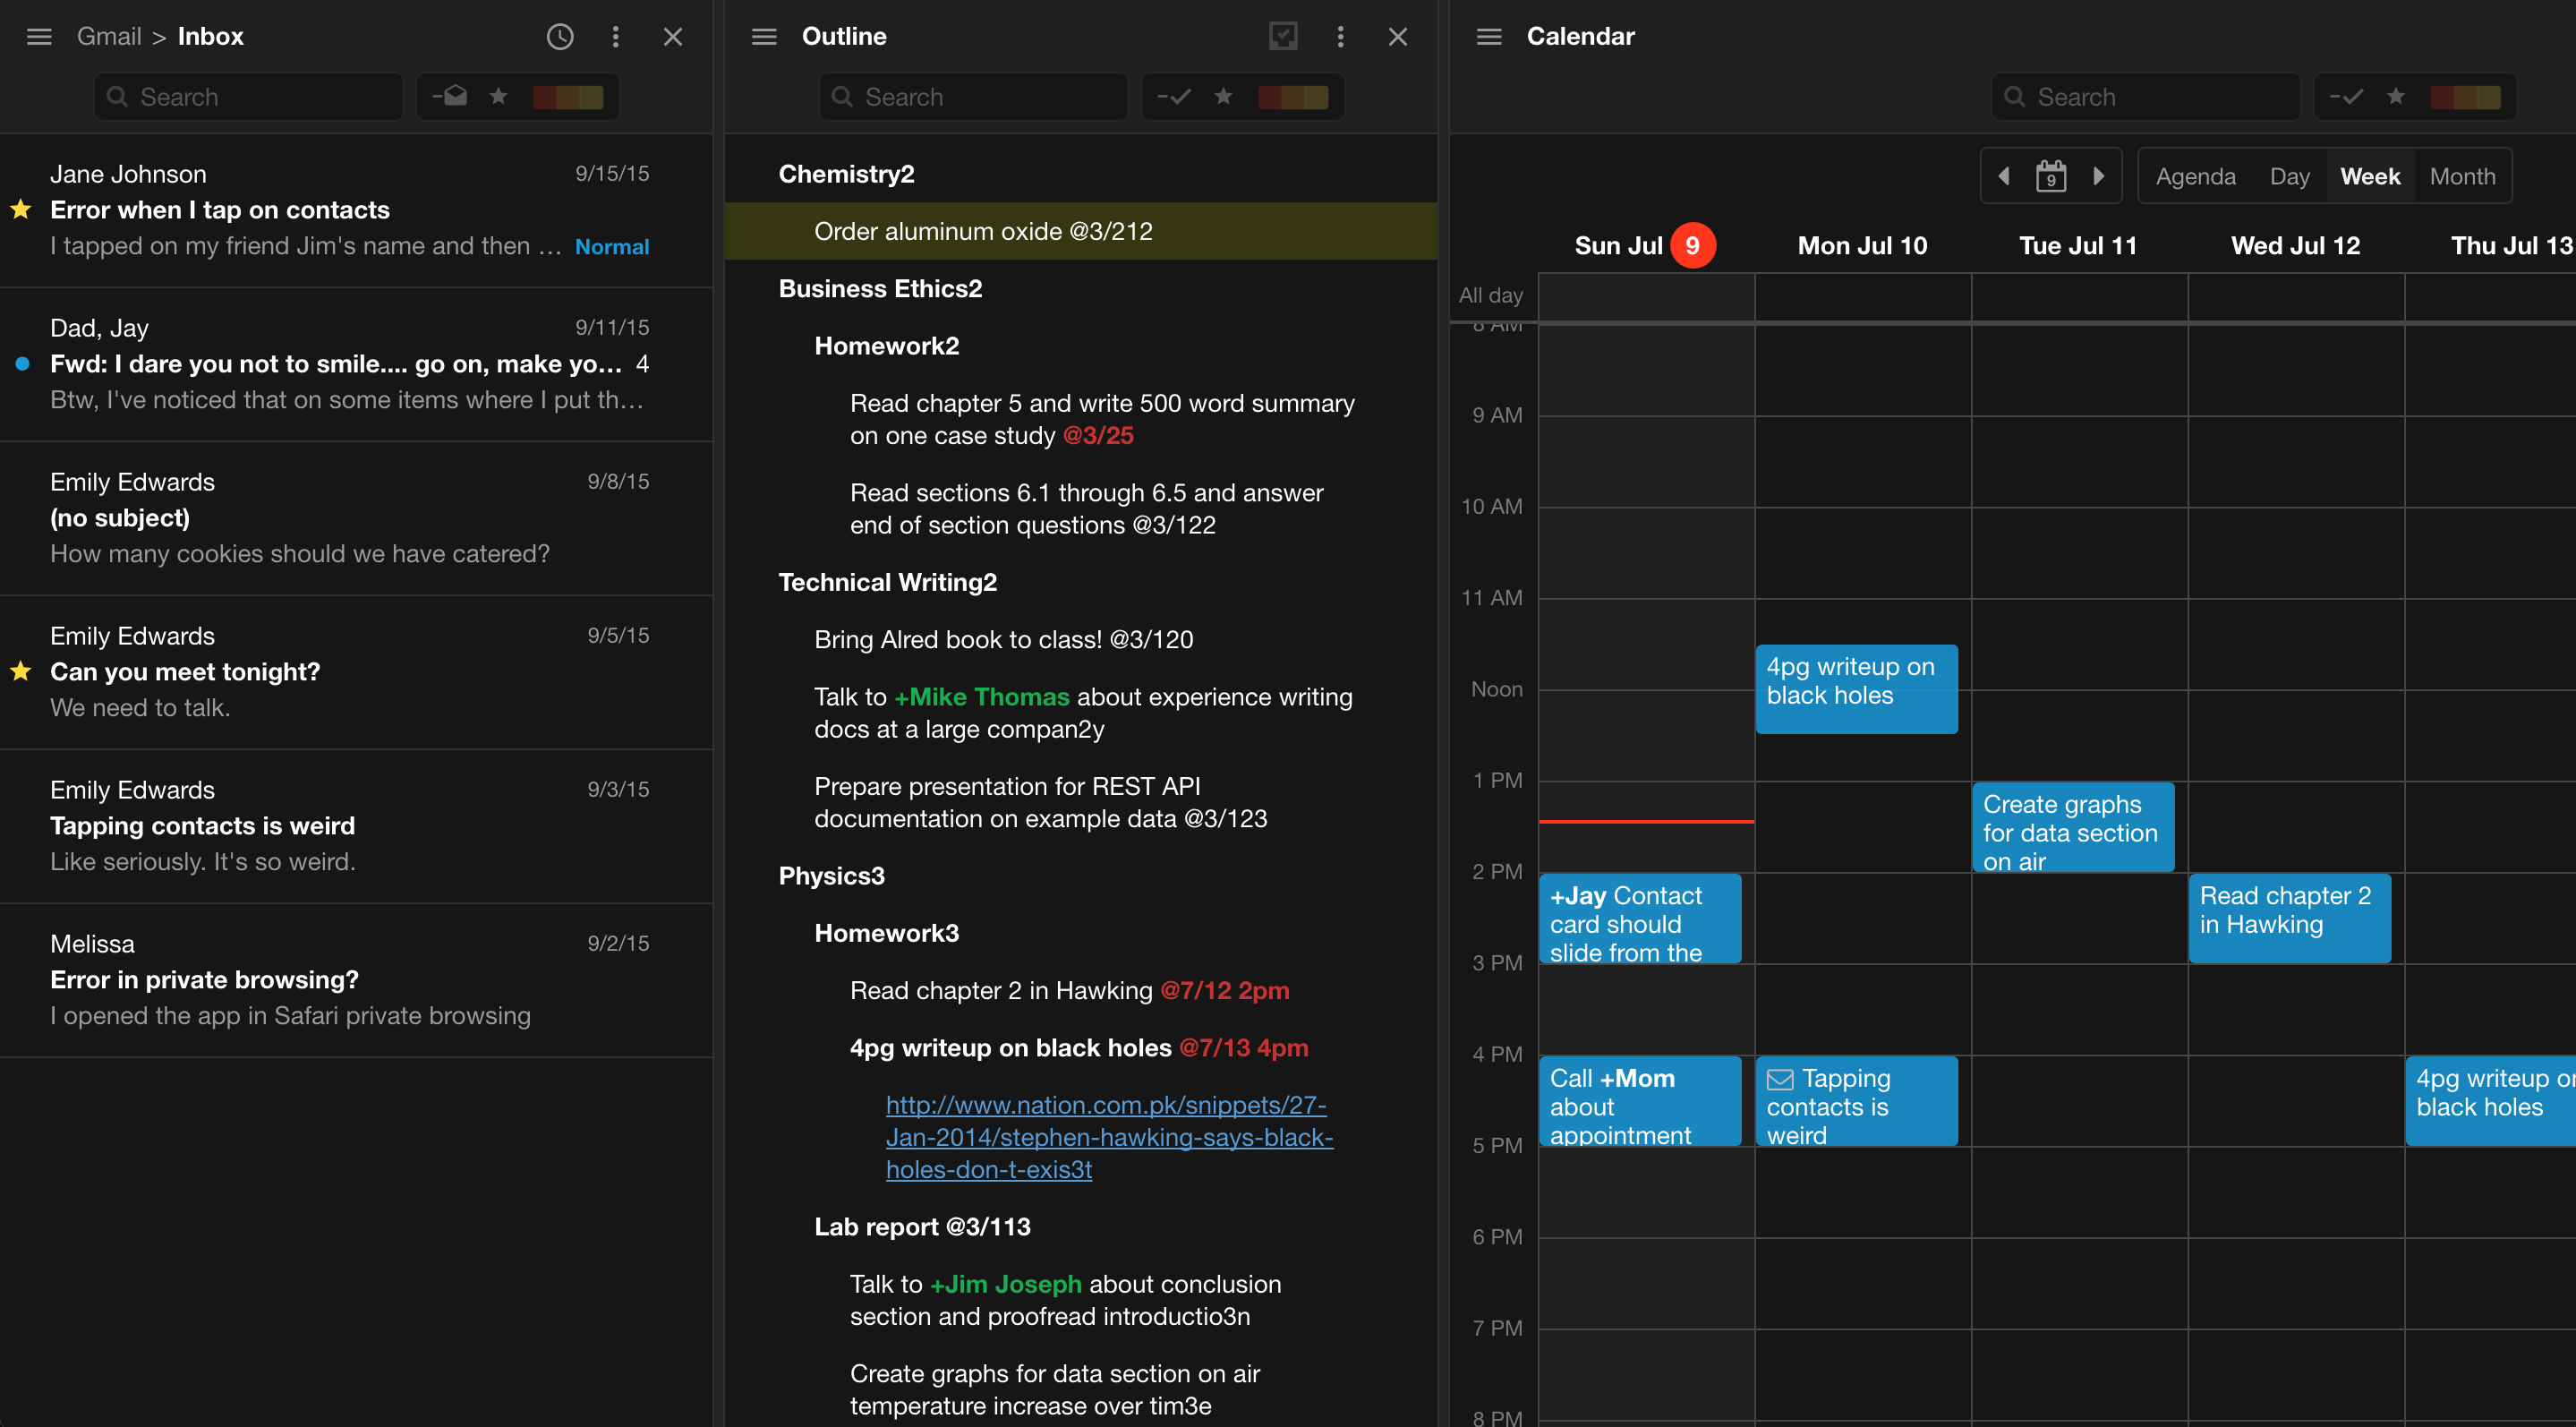 Gmail > Inbox
Search
Jane Johnson 9/15/15
Error when I tap on contacts
I tapped on my friend Jim's name and then … Normal
Dad, Jay 9/11/15
Fwd: I dare you not to smile.... go on, make yo… 4
Btw, I've noticed that on some items where I put th…
Emily Edwards 9/8/15
(no subject)
How many cookies should we have catered?
Emily Edwards 9/5/15
Can you meet tonight?
We need to talk.
Emily Edwards 9/3/15
Tapping contacts is weird
Like seriously. It's so weird.
Melissa 9/2/15
Error in private browsing?
I opened the app in Safari private browsing
Outline
Search
Chemistry2
Order aluminum oxide @3/212
Business Ethics2
Homework2
Read chapter 5 and write 500 word summary
on one case study @3/25
Read sections 6.1 through 6.5 and answer
end of section questions @3/122
Technical Writing2
Bring Alred book to class! @3/120
Talk to +Mike Thomas about experience writing
docs at a large compan2y
Prepare presentation for REST API
documentation on example data @3/123
Physics3
Homework3
Read chapter 2 in Hawking @7/12 2pm
4pg writeup on black holes @7/13 4pm
http://www.nation.com.pk/snippets/27-
Jan-2014/stephen-hawking-says-black-
holes-don-t-exis3t
Lab report @3/113
Talk to +Jim Joseph about conclusion
section and proofread introductio3n
Create graphs for data section on air
temperature increase over tim3e
Calendar
Search
9
Agenda Day Week Month
Sun Jul 9 Mon Jul 10 Tue Jul 11 Wed Jul 12 Thu Jul 13
All day
8 AM
9 AM
10 AM
11 AM
4pg writeup on
black holes
Noon
1 PM
Create graphs
for data section
on air
2 PM
+Jay Contact
card should
slide from the
Read chapter 2
in Hawking
3 PM
4 PM
Call +Mom
about
appointment
Tapping
contacts is
weird
4pg writeup on
black holes
5 PM
6 PM
7 PM
8 PM